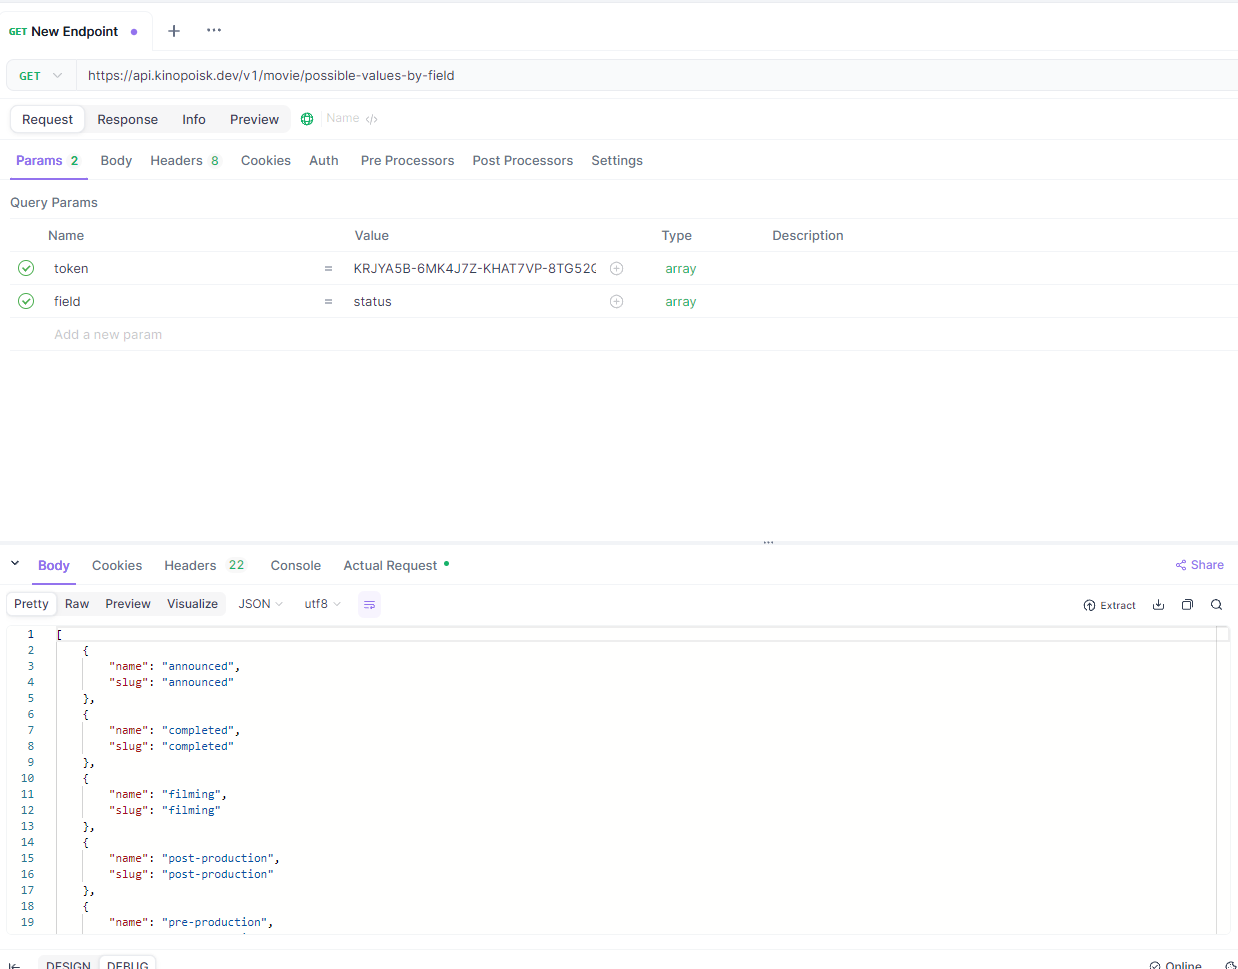 GET New Endpoint
GET https://api.kinopoisk.dev/v1/movie/possible-values-by-field
Request Response Info Preview Name </>
Params 2 Body Headers 8 Cookies Auth Pre Processors Post Processors Settings
Query Params
Name Value Type Description
token = KRJYA5B-6MK4J7Z-KHAT7VP-8TG52 array
field = status array
Add a new param
Body Cookies Headers 22 Console Actual Request Share
Pretty Raw Preview Visualize JSON utf8 Extract
1 [
2 {
3 "name": "announced",
4 "slug": "announced"
5 },
6 {
7 "name": "completed",
8 "slug": "completed"
9 },
10 {
11 "name": "filming",
12 "slug": "filming"
13 },
14 {
15 "name": "post-production",
16 "slug": "post-production"
17 },
18 {
19 "name": "pre-production",
DESIGN DEBUG Online